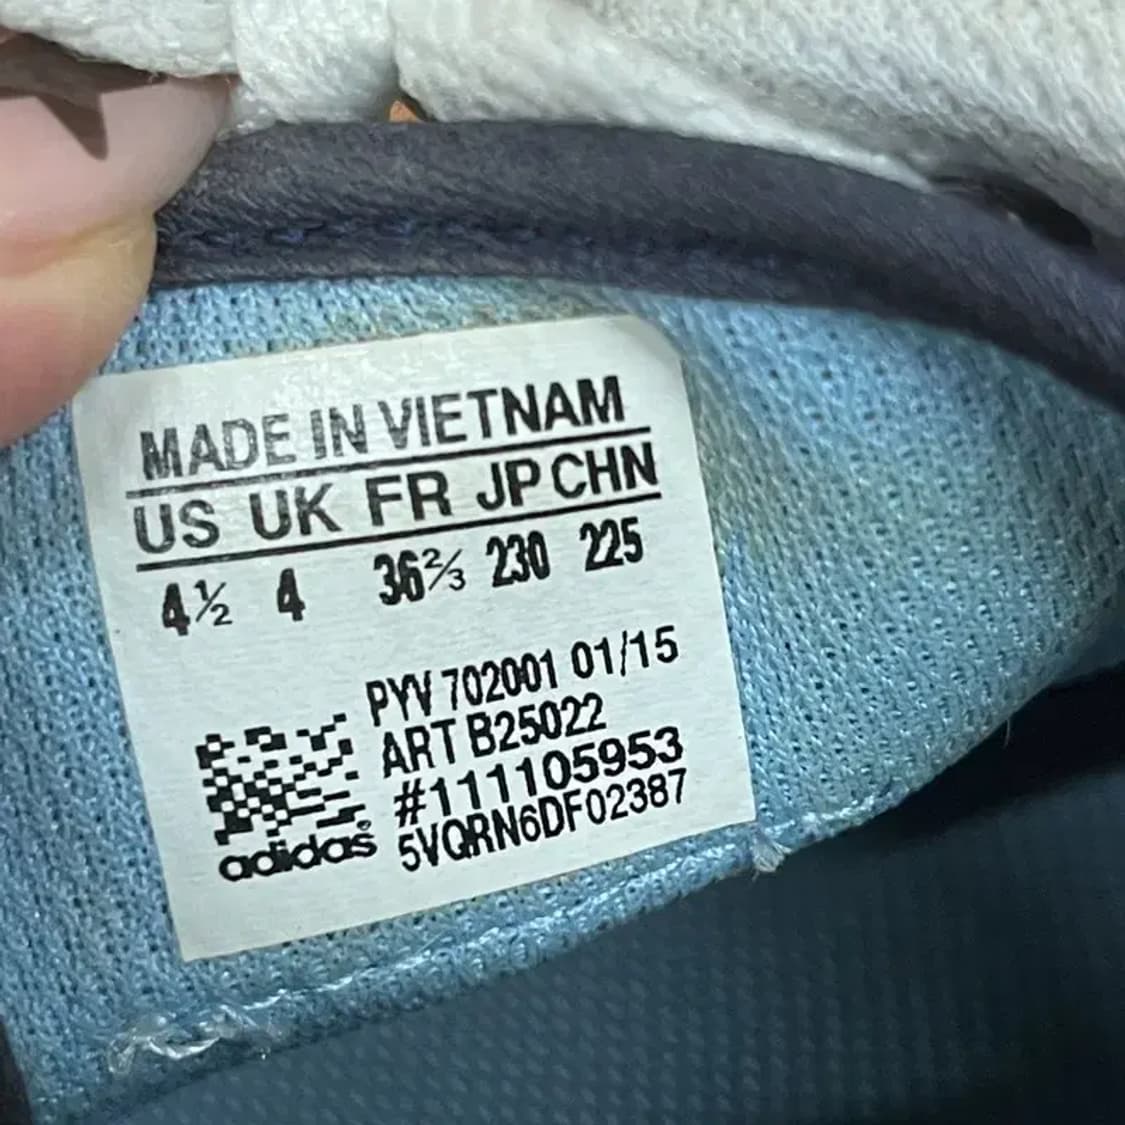 MADE IN VIETNAM
US UK FR JP CHN
4½ 4 36⅔ 230 225
PYV 702001 01/15
ART B25022
#111105953
5VQRN6DF02387
adidas®